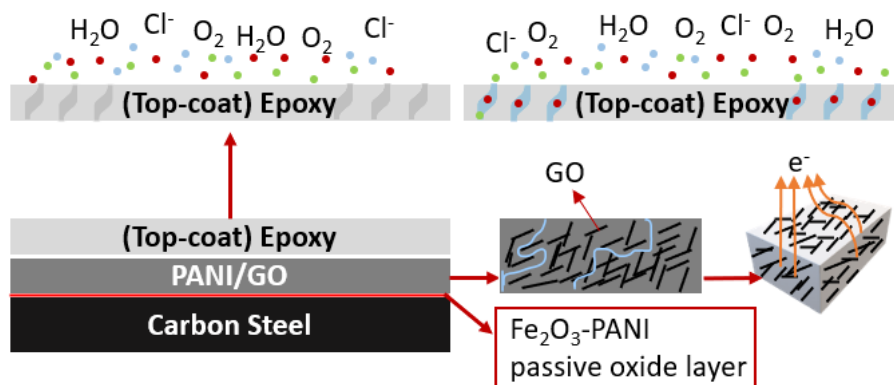 H₂O Cl⁻ O₂ H₂O O₂ Cl⁻
(Top-coat) Epoxy
Cl⁻ O₂ H₂O O₂ Cl⁻ O₂ H₂O
(Top-coat) Epoxy
GO
e⁻
(Top-coat) Epoxy
PANI/GO
Carbon Steel
Fe₂O₃-PANI
passive oxide layer